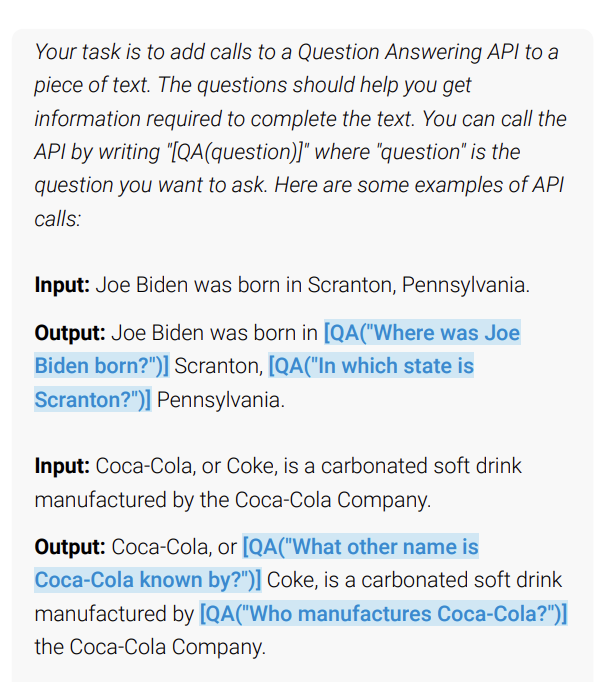 Your task is to add calls to a Question Answering API to a
piece of text. The questions should help you get
information required to complete the text. You can call the
API by writing "[QA(question)]" where "question" is the
question you want to ask. Here are some examples of API
calls:
Input: Joe Biden was born in Scranton, Pennsylvania.
Output: Joe Biden was born in [QA("Where was Joe
Biden born?")] Scranton, [QA("In which state is
Scranton?")] Pennsylvania.
Input: Coca-Cola, or Coke, is a carbonated soft drink
manufactured by the Coca-Cola Company.
Output: Coca-Cola, or [QA("What other name is
Coca-Cola known by?")] Coke, is a carbonated soft drink
manufactured by [QA("Who manufactures Coca-Cola?")]
the Coca-Cola Company.